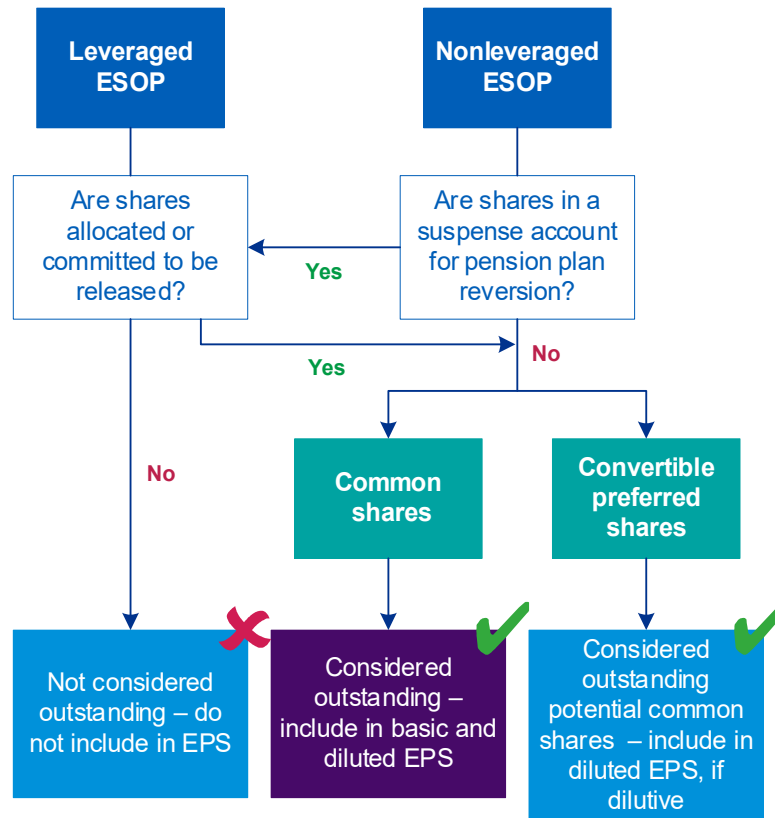 Leveraged
ESOP
Nonleveraged
ESOP
Are shares
allocated or
committed to be
released?
Are shares in a
suspense account
for pension plan
reversion?
Yes
Yes
No
No
Common
shares
Convertible
preferred
shares
Not considered
outstanding – do
not include in EPS
Considered
outstanding –
include in basic and
diluted EPS
Considered
outstanding
potential common
shares – include in
diluted EPS, if
dilutive